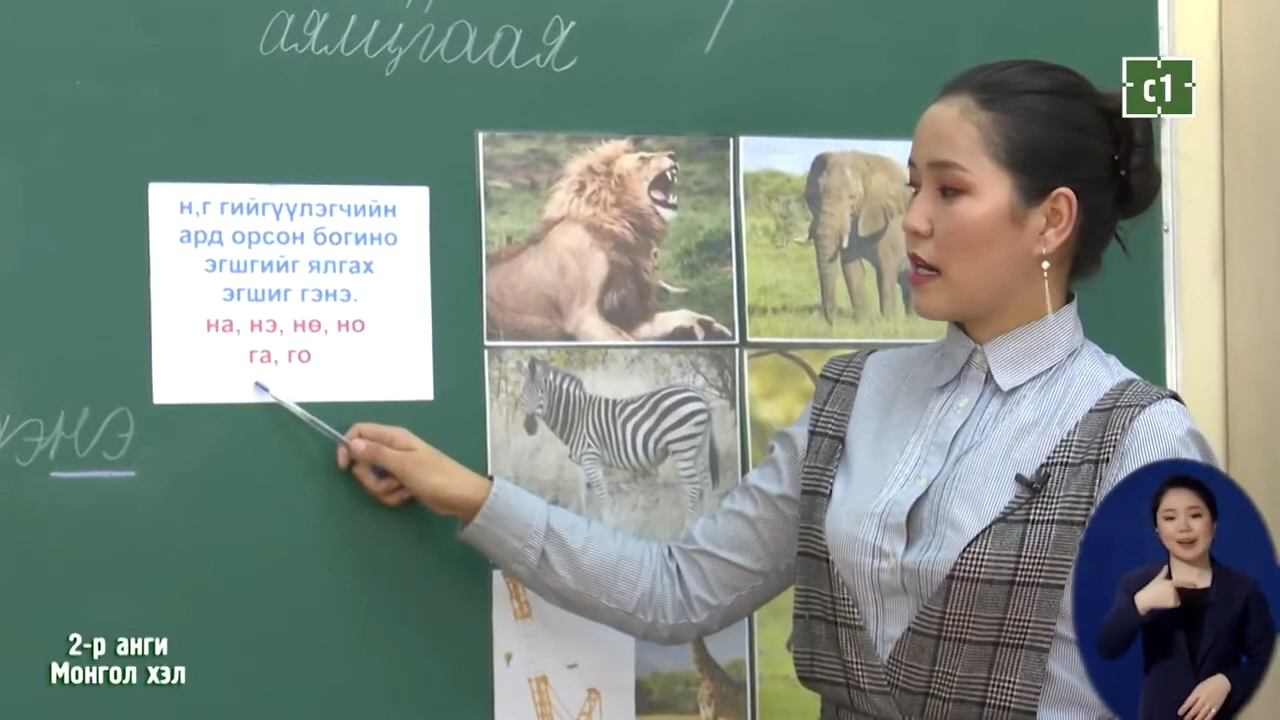 аялцгаая
с1
н,г гийгүүлэгчийн
ард орсон богино
эгшгийг ялгах
эгшиг гэнэ.
на, нэ, нө, но
га, го
2-р анги
Монгол хэл